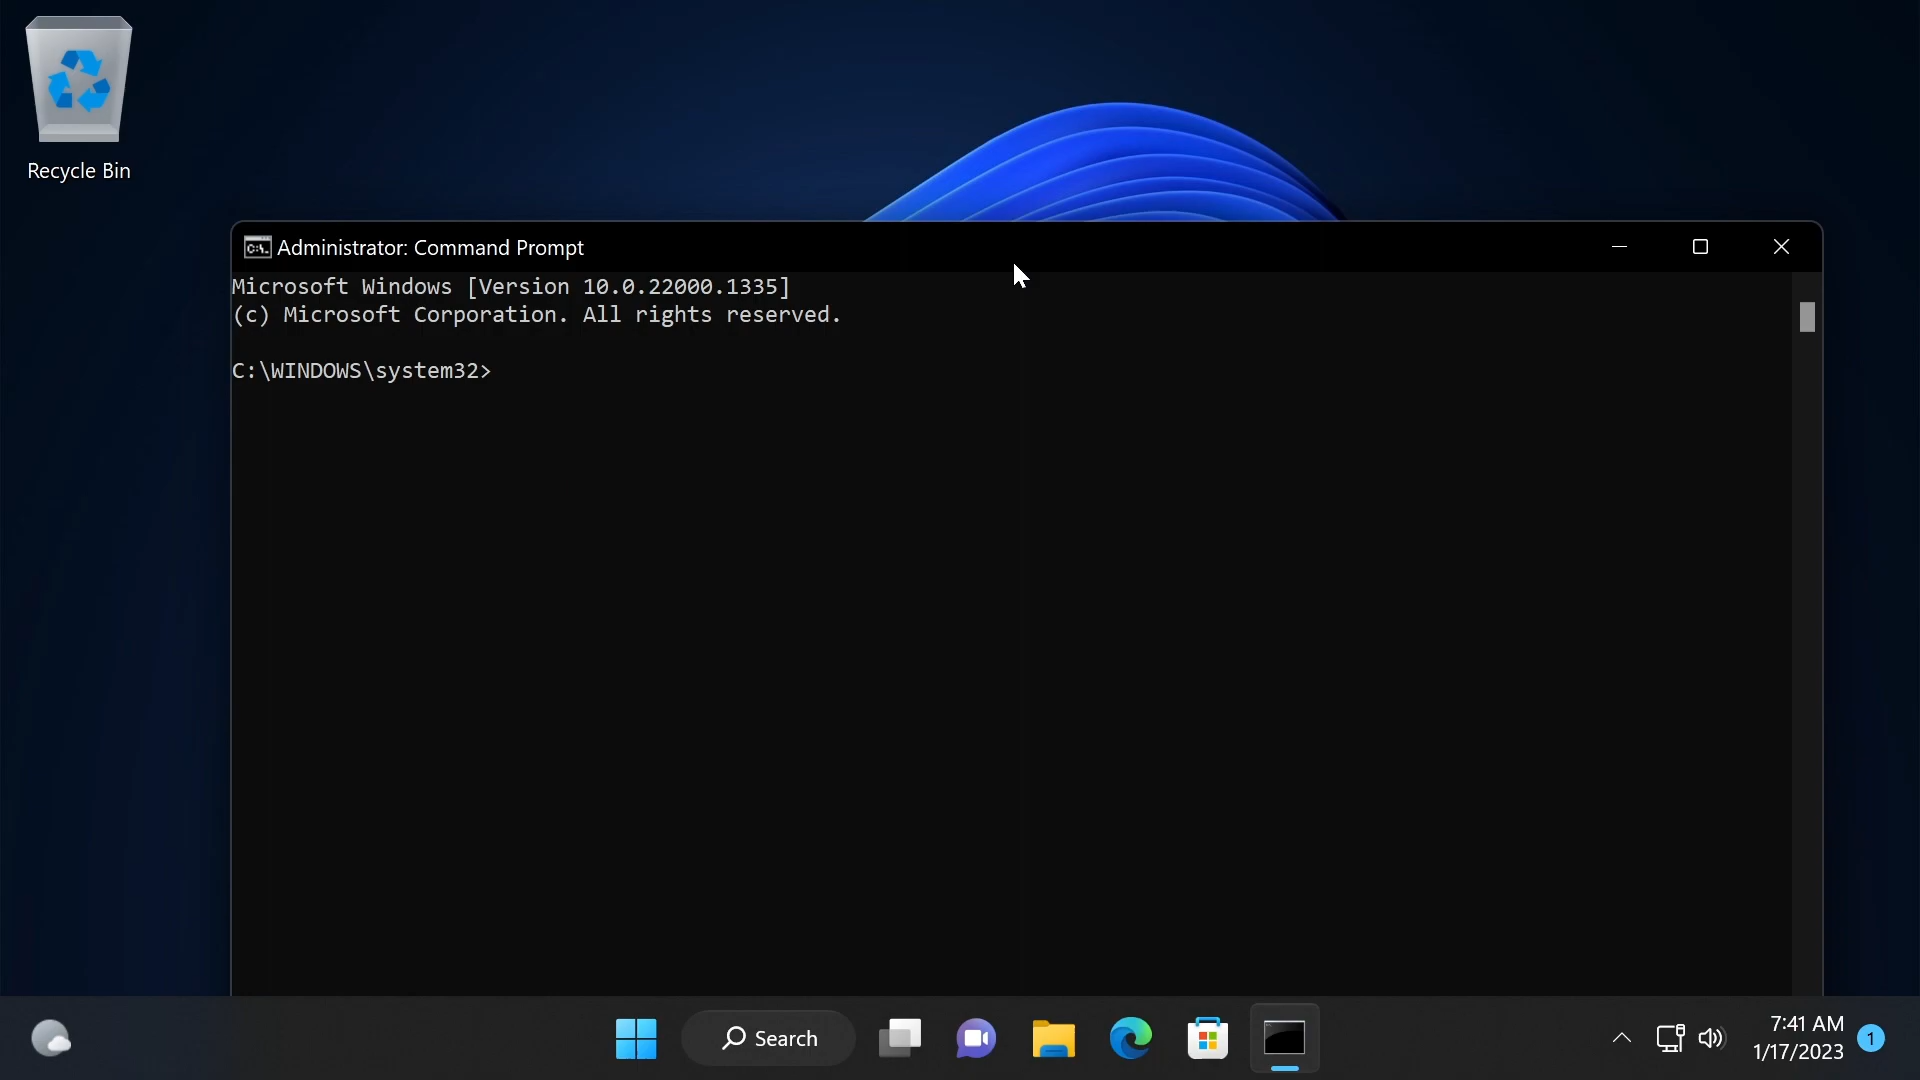 Recycle Bin
Administrator: Command Prompt
Microsoft Windows [Version 10.0.22000.1335]
(c) Microsoft Corporation. All rights reserved.
C:\WINDOWS\system32>
Search
7:41 AM
1/17/2023
1